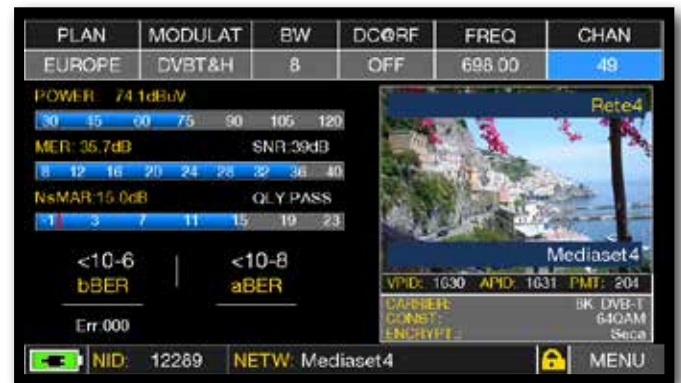 PLAN MODULAT BW DC@RF FREQ CHAN
EUROPE DVBT&H 8 OFF 698.00 49
POWER: 74.1dBuV
30 45 60 75 90 105 120
MER: 35.7dB SNR:39dB
8 12 16 20 24 28 32 36 40
NsMAR:15.0dB QLY:PASS
-1 3 7 11 15 19 23
<10-6 <10-8
bBER aBER
Err:000
Rete4
Mediaset4
VPID: 1630 APID: 1631 PMT: 204
CARRIER: 8K DVB-T
CONST: 64QAM
ENCRYPT.: Seca
NID: 12289 NETW: Mediaset4 MENU